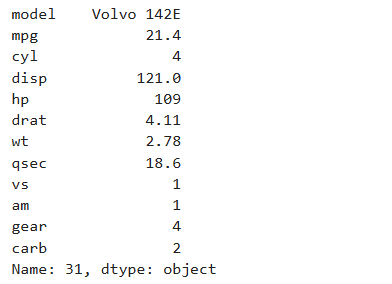 model    Volvo 142E
mpg            21.4
cyl               4
disp          121.0
hp              109
drat           4.11
wt             2.78
qsec           18.6
vs                1
am                1
gear              4
carb              2
Name: 31, dtype: object